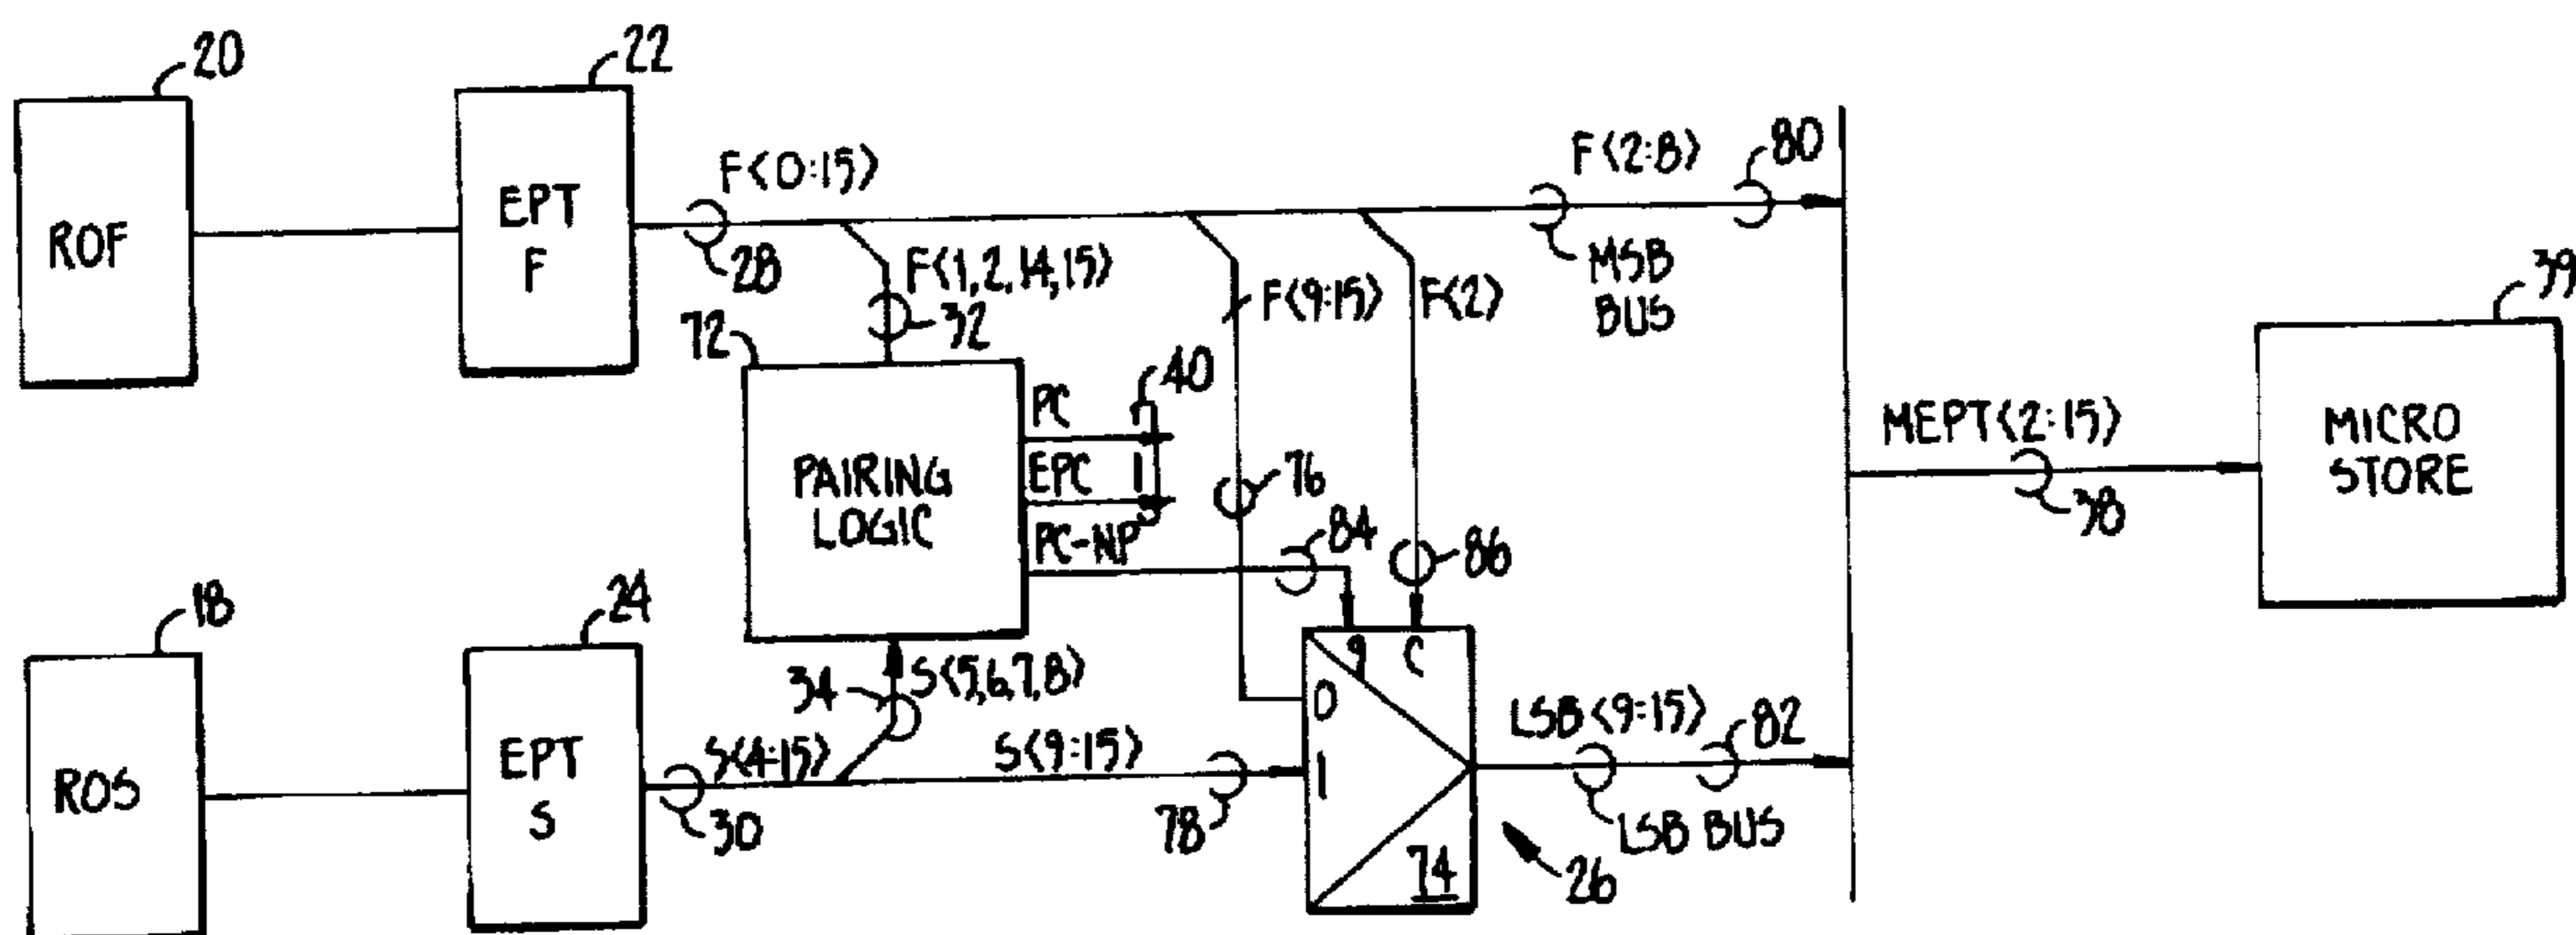 20
22
ROF
EPT
F
F<0:15>
28
F<1,2,14,15>
32
F<9:15>
F<2>
F<2:8>
80
MSB
BUS
39
MICRO
STORE
MEPT<2:15>
38
72
PAIRING
LOGIC
PC
EPC
PC-NP
40
76
84
86
18
24
ROS
EPT
S
S<4:15>
30
34
S<5,6,7,8>
S<9:15>
78
0
1
C
74
26
LSB<9:15>
82
LSB BUS